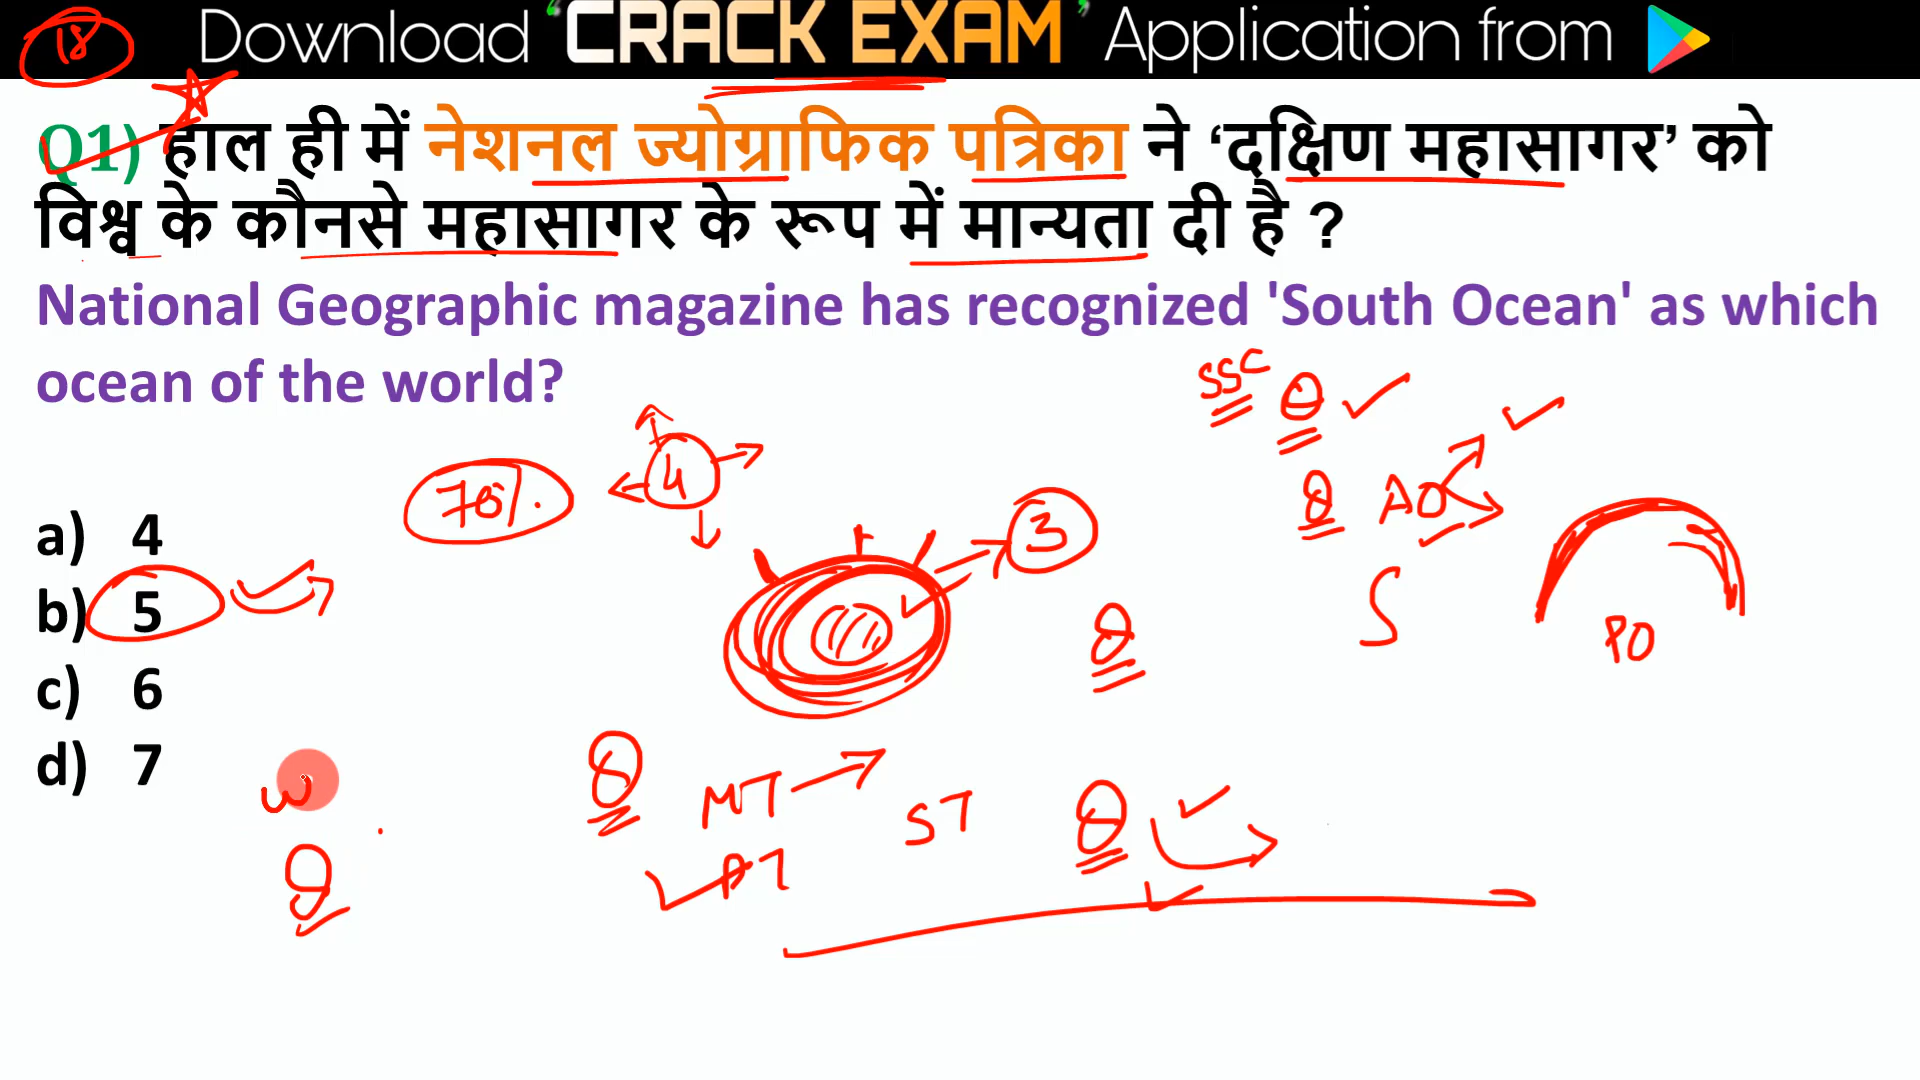 18
Download ‘CRACK EXAM’ Application from
Q1) हाल ही में नेशनल ज्योग्राफिक पत्रिका ने ‘दक्षिण महासागर’ को
विश्व के कौनसे महासागर के रूप में मान्यता दी है ?
National Geographic magazine has recognized 'South Ocean' as which
ocean of the world?
SSC
70%. 4
3
AO
a) 4
b) 5
S
PO
c) 6
d) 7
MT
ST
PT